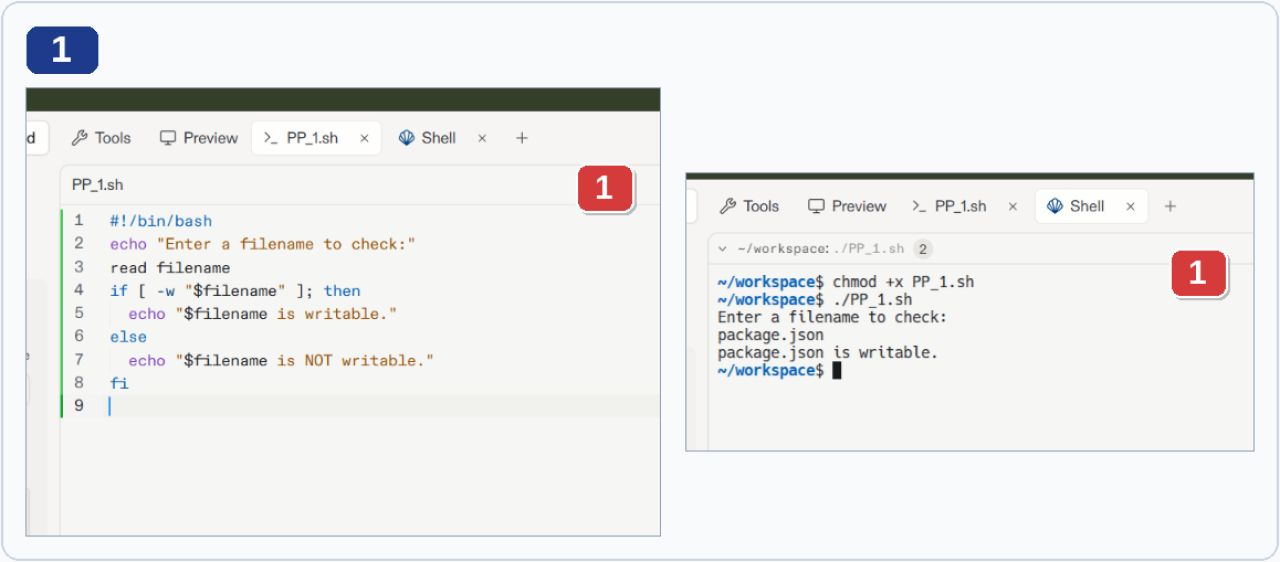 1
d Tools Preview >_ PP_1.sh × Shell × +
PP_1.sh
1
1 #!/bin/bash
2 echo "Enter a filename to check:"
3 read filename
4 if [ -w "$filename" ]; then
5 echo "$filename is writable."
6 else
7 echo "$filename is NOT writable."
8 fi
9
Tools Preview >_ PP_1.sh × Shell × +
~/workspace: ./PP_1.sh 2
1
~/workspace$ chmod +x PP_1.sh
~/workspace$ ./PP_1.sh
Enter a filename to check:
package.json
package.json is writable.
~/workspace$